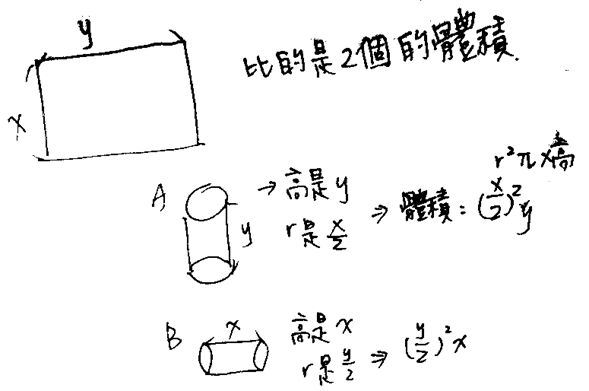 y
比的是2個的體積.
x
r²π×高
A → 高是y
y r是x/2 ⇒ 體積：(x/2)²y
B x 高是x
r是y/2 ⇒ (y/2)²x